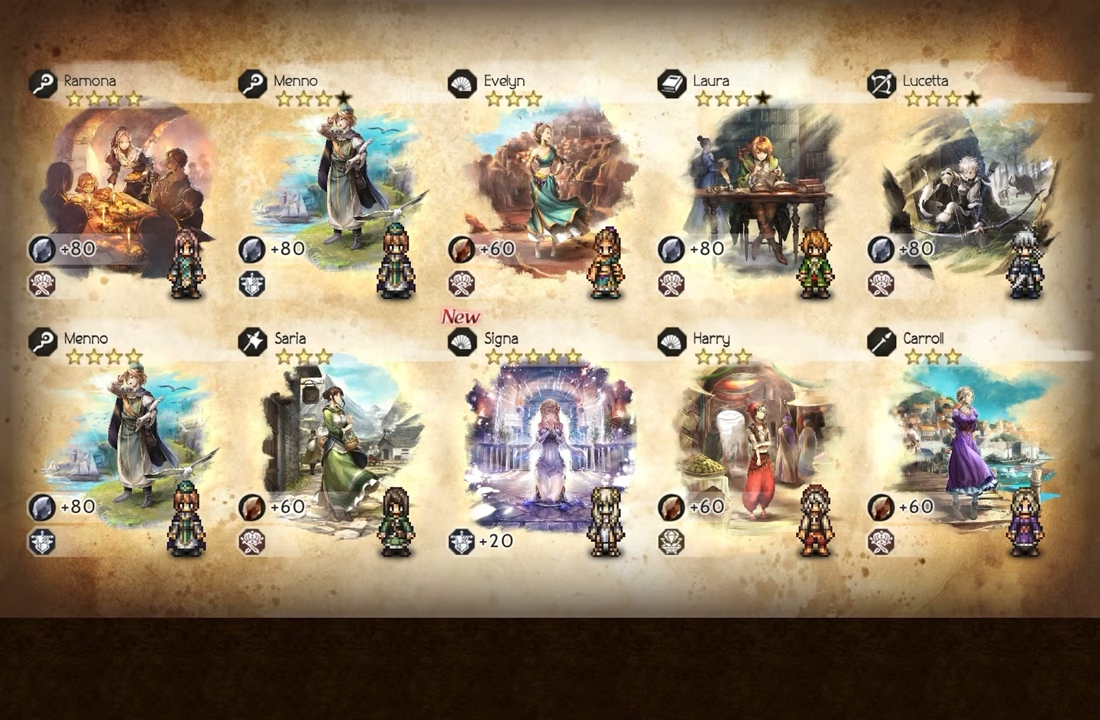 Ramona
Menno
Evelyn
Laura
Lucetta
+80
+80
+60
+80
+80
New
Menno
Saria
Signa
Harry
Carroll
+80
+60
+60
+60
+20